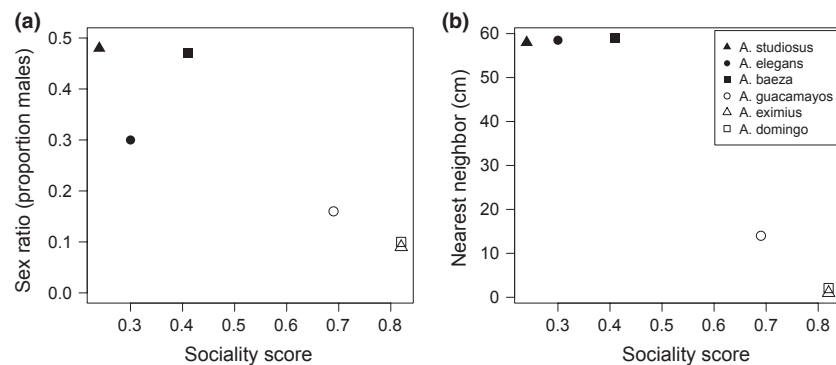 (a)
Sex ratio (proportion males)
0.5
0.4
0.3
0.2
0.1
0.0
0.3 0.4 0.5 0.6 0.7 0.8
Sociality score
(b)
Nearest neighbor (cm)
60
50
40
30
20
10
0
0.3 0.4 0.5 0.6 0.7 0.8
Sociality score
A. studiosus
A. elegans
A. baeza
A. guacamayos
A. eximius
A. domingo